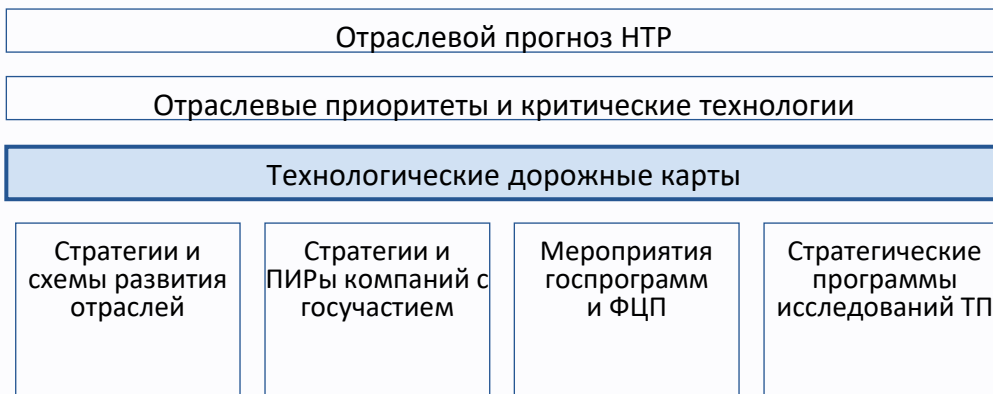 Отраслевой прогноз НТР
Отраслевые приоритеты и критические технологии
Технологические дорожные карты
Стратегии и
схемы развития
отраслей
Стратегии и
ПИРы компаний с
госучастием
Мероприятия
госпрограмм
и ФЦП
Стратегические
программы
исследований ТП